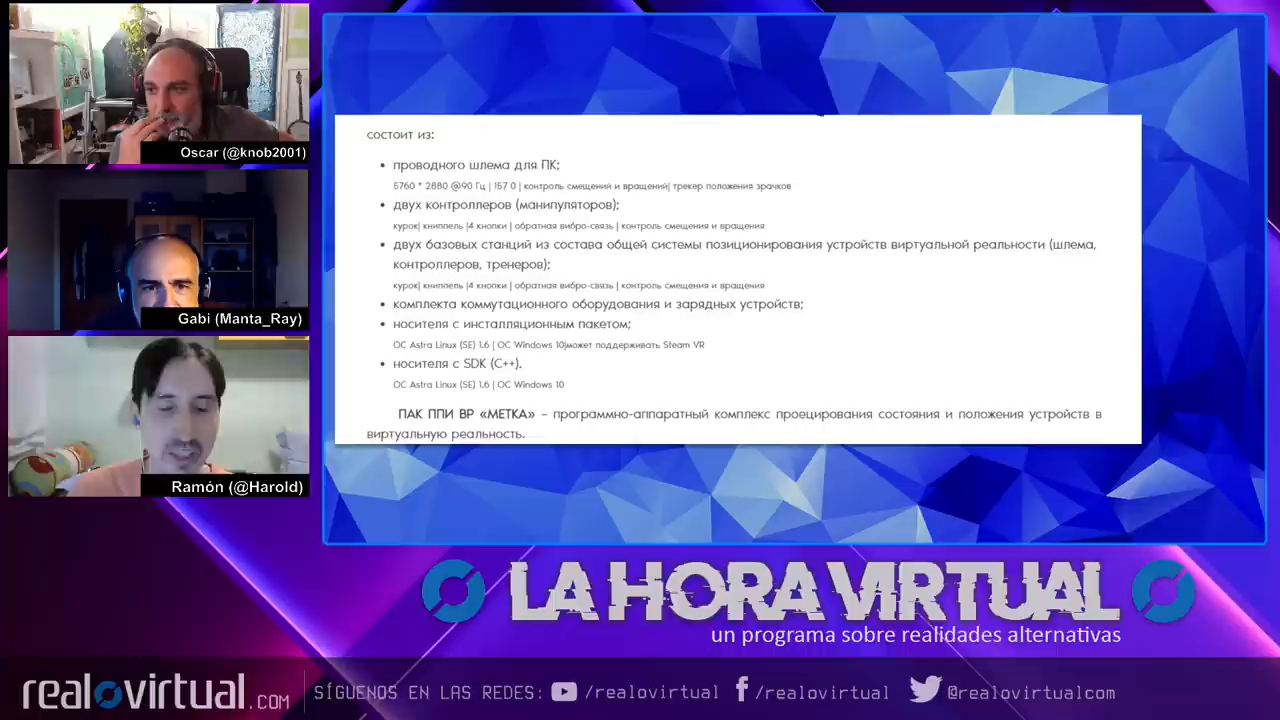 Oscar (@knob2001)
Gabi (Manta_Ray)
Ramón (@Harold)
состоит из:
• проводного шлема для ПК;
5760 * 2880 @90 Гц | 157 0 | контроль смещений и вращений| трекер положения зрачков
• двух контроллеров (манипуляторов);
курок| книппель |4 кнопки | обратная вибро-связь | контроль смещения и вращения
• двух базовых станций из состава общей системы позиционирования устройств виртуальной реальности (шлема,
контроллеров, тренеров);
курок| книппель |4 кнопки | обратная вибро-связь | контроль смещения и вращения
• комплекта коммутационного оборудования и зарядных устройств;
• носителя с инсталляционным пакетом;
ОС Astra Linux (SE) 1.6 | ОС Windows 10|может поддерживать Steam VR
• носителя с SDK (C++).
ОС Astra Linux (SE) 1.6 | ОС Windows 10
ПАК ППИ ВР «МЕТКА» – программно-аппаратный комплекс проецирования состояния и положения устройств в
виртуальную реальность.
LA HORA VIRTUAL
un programa sobre realidades alternativas
realovirtual.com
SÍGUENOS EN LAS REDES: /realovirtual /realovirtual @realovirtualcom